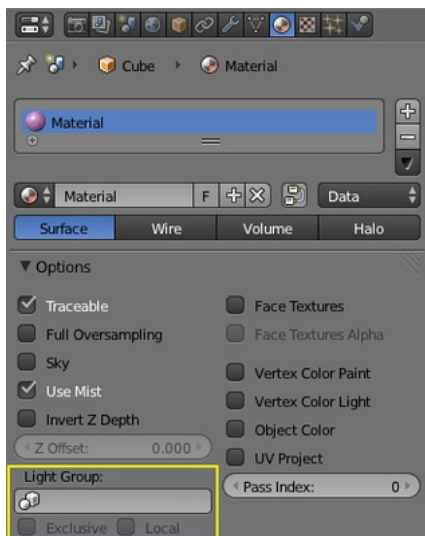 Cube Material
Material
Material F Data
Surface Wire Volume Halo
Options
Traceable
Full Oversampling
Sky
Use Mist
Invert Z Depth
Z Offset: 0.000
Light Group:
Exclusive Local
Face Textures
Face Textures Alpha
Vertex Color Paint
Vertex Color Light
Object Color
UV Project
Pass Index: 0